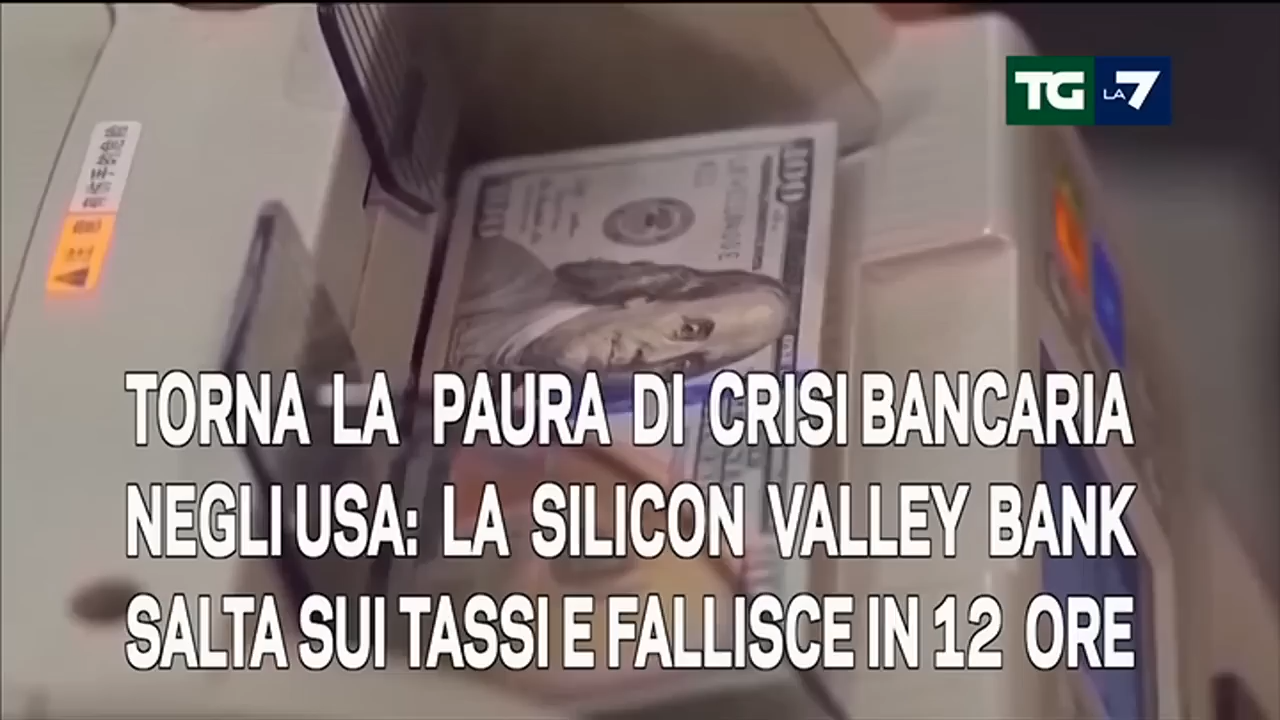 TG LA7
100
TORNA LA PAURA DI CRISI BANCARIA
NEGLI USA: LA SILICON VALLEY BANK
SALTA SUI TASSI E FALLISCE IN 12 ORE